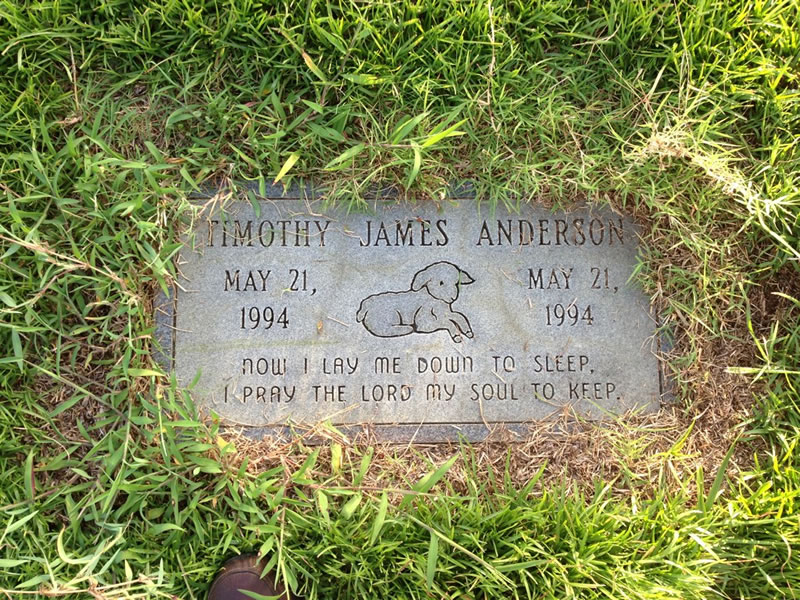 TIMOTHY JAMES ANDERSON
MAY 21, MAY 21,
1994 1994
NOW I LAY ME DOWN TO SLEEP,
I PRAY THE LORD MY SOUL TO KEEP.